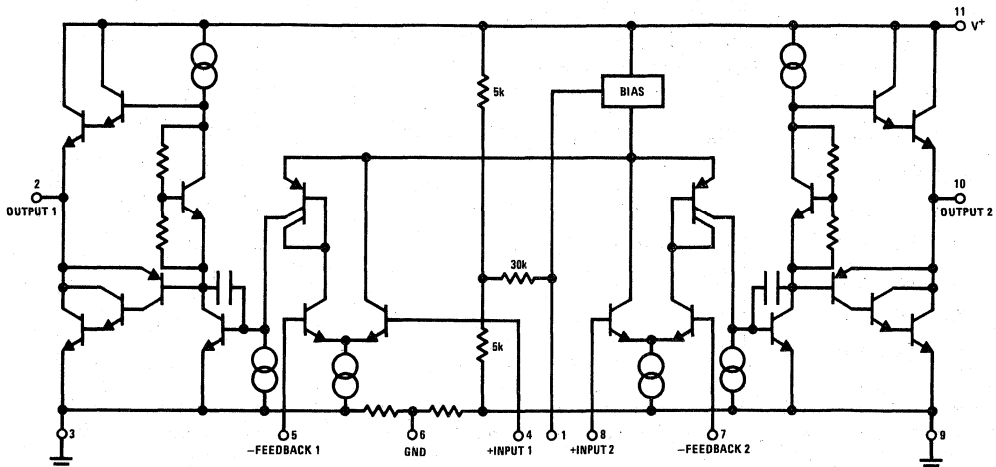 11
V+
5k
BIAS
2
OUTPUT 1
10
OUTPUT 2
30k
5k
3
5
6
4
1
8
7
9
−FEEDBACK 1
GND
+INPUT 1
+INPUT 2
−FEEDBACK 2